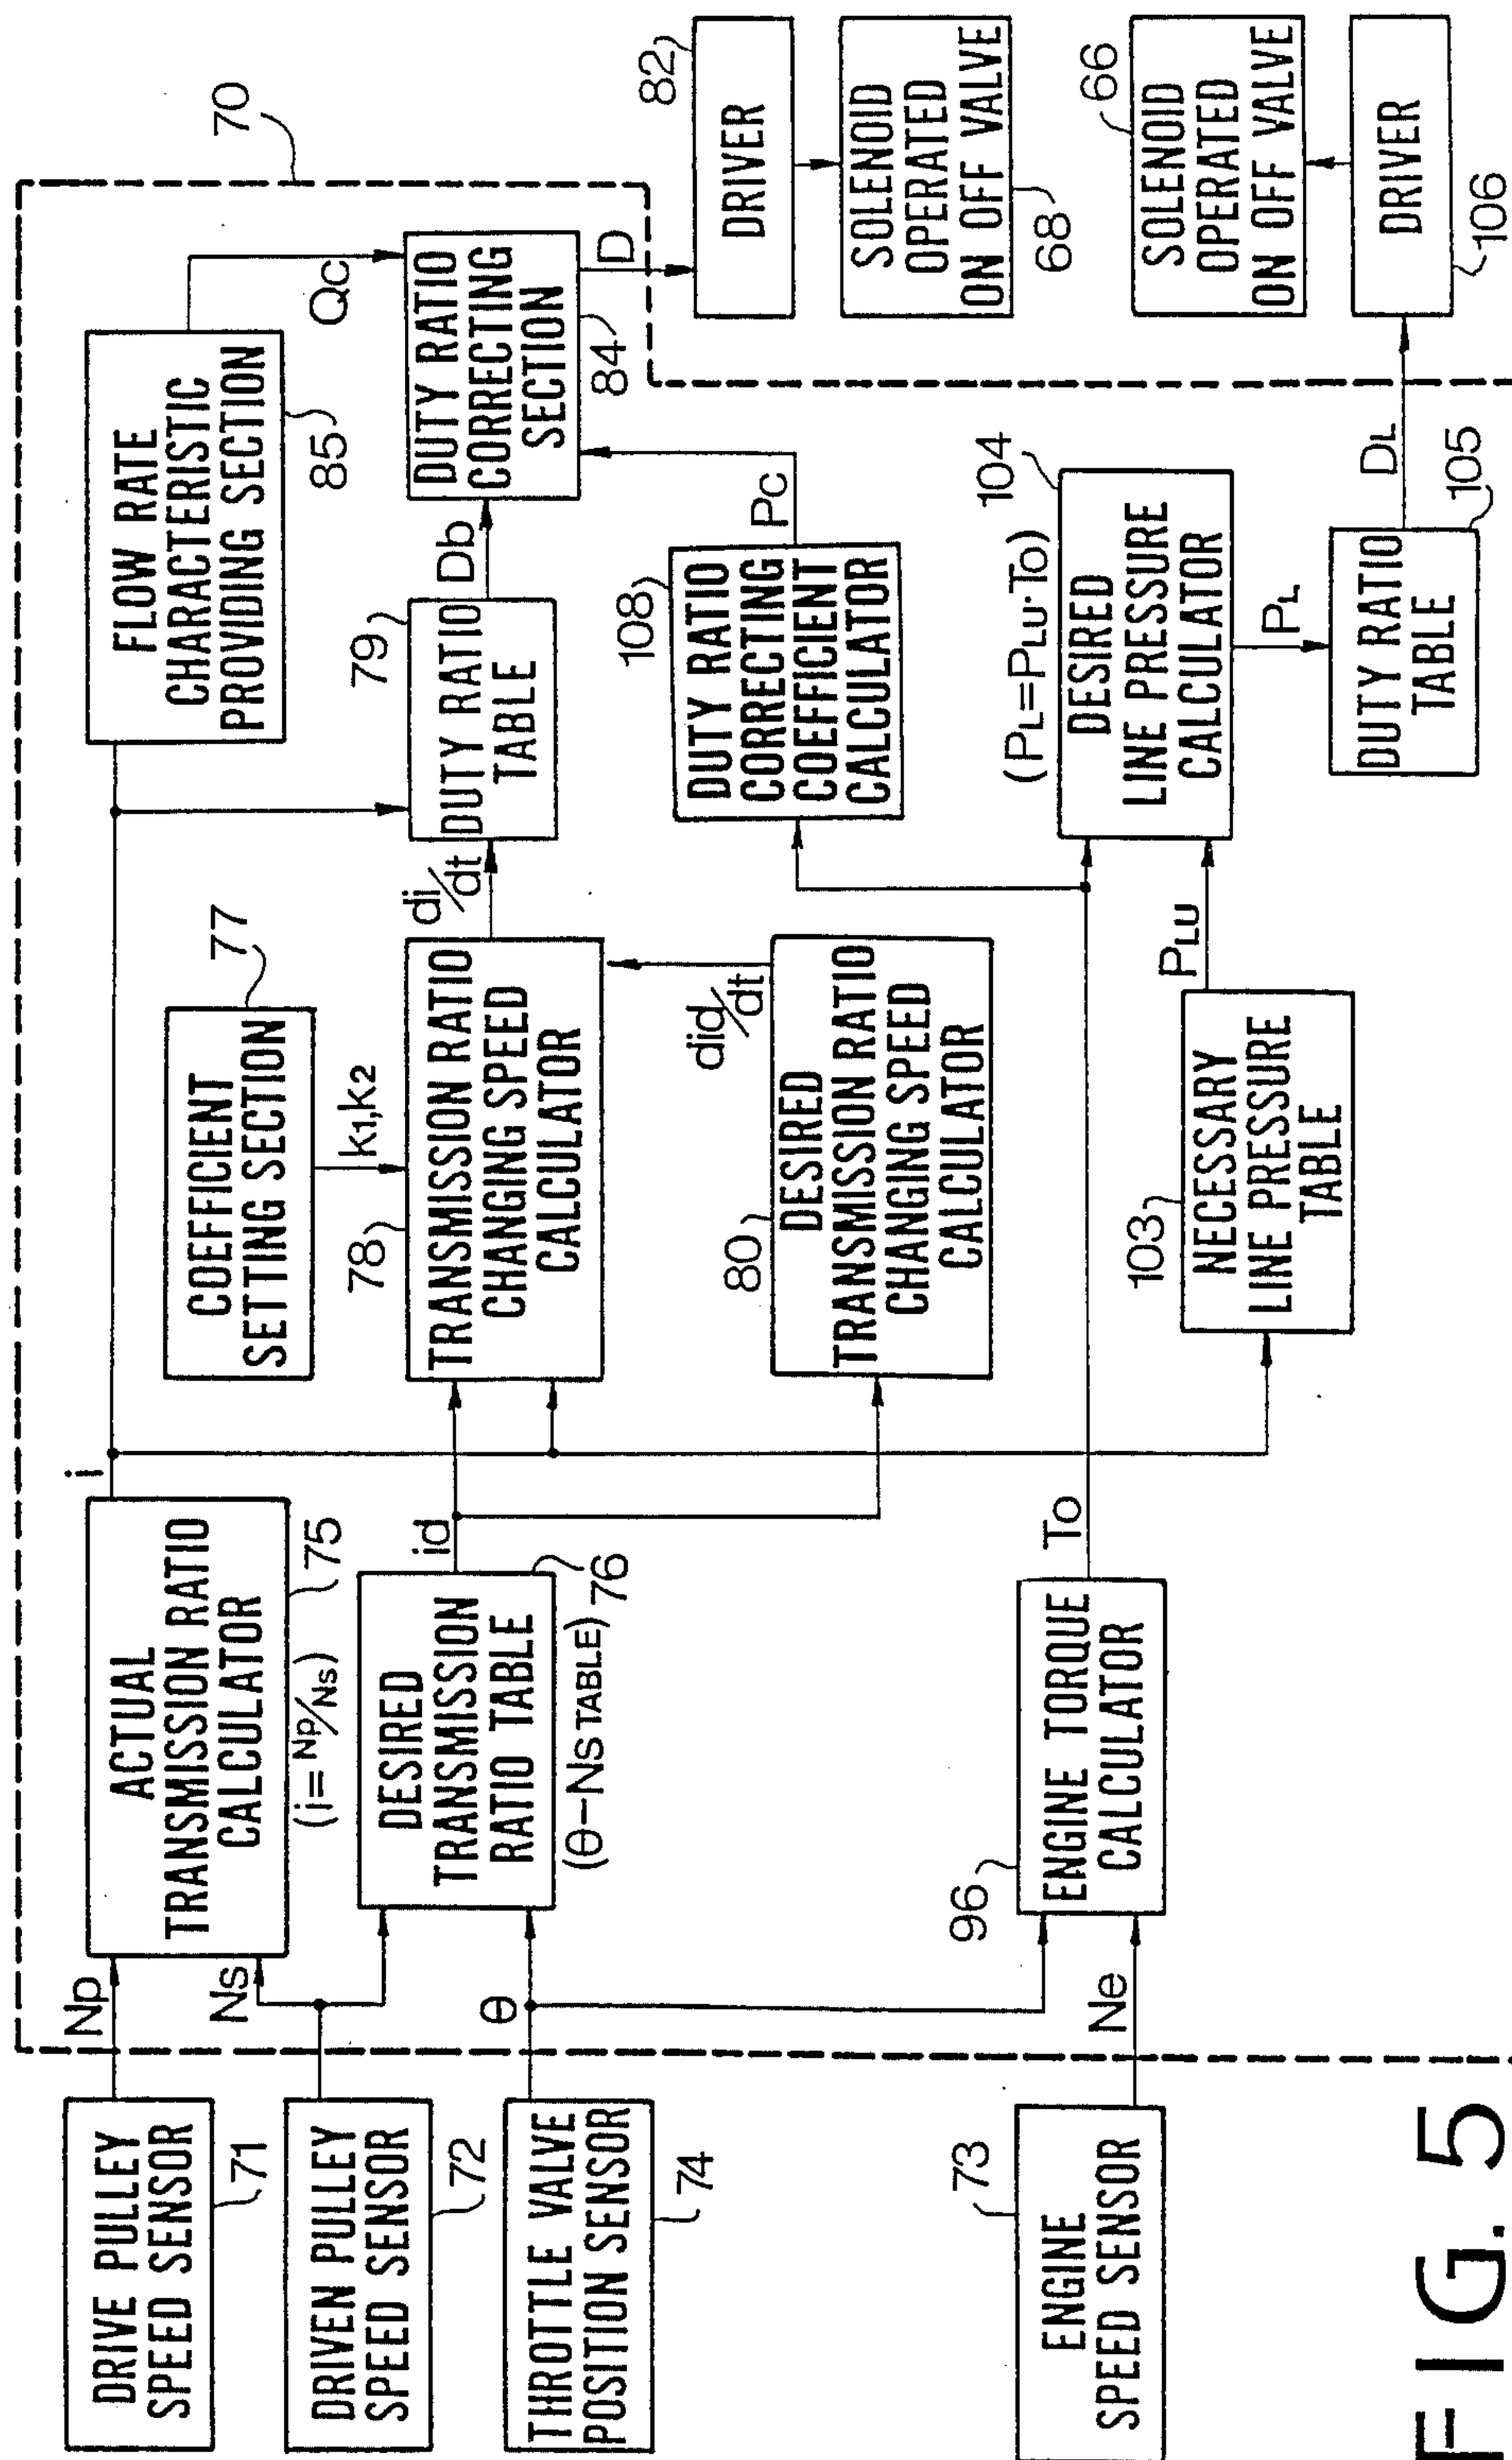 DRIVE PULLEY
SPEED SENSOR
71
DRIVEN PULLEY
SPEED SENSOR
72
THROTTLE VALVE
POSITION SENSOR
74
ENGINE
SPEED SENSOR
73
Np
Ns
θ
Ne
ACTUAL
TRANSMISSION RATIO
CALCULATOR
(i= Np/Ns)
75
DESIRED
TRANSMISSION
RATIO TABLE
(θ–Ns TABLE)
76
ENGINE TORQUE
CALCULATOR
96
i
id
To
COEFFICIENT
SETTING SECTION
77
k1,k2
TRANSMISSION RATIO
CHANGING SPEED
CALCULATOR
78
DESIRED
TRANSMISSION RATIO
CHANGING SPEED
CALCULATOR
80
did/dt
NECESSARY
LINE PRESSURE
TABLE
103
PLU
di/dt
FLOW RATE
CHARACTERISTIC
PROVIDING SECTION
85
DUTY RATIO
TABLE
79
DUTY RATIO
CORRECTING
COEFFICIENT
CALCULATOR
108
(PL=PLU·To)
DESIRED
LINE PRESSURE
CALCULATOR
104
PL
DUTY RATIO
TABLE
105
Qc
Db
Pc
DL
DUTY RATIO
CORRECTING
SECTION
84
D
70
DRIVER
82
SOLENOID
OPERATED
ON OFF VALVE
68
SOLENOID
OPERATED
ON OFF VALVE
66
DRIVER
106
FIG. 5